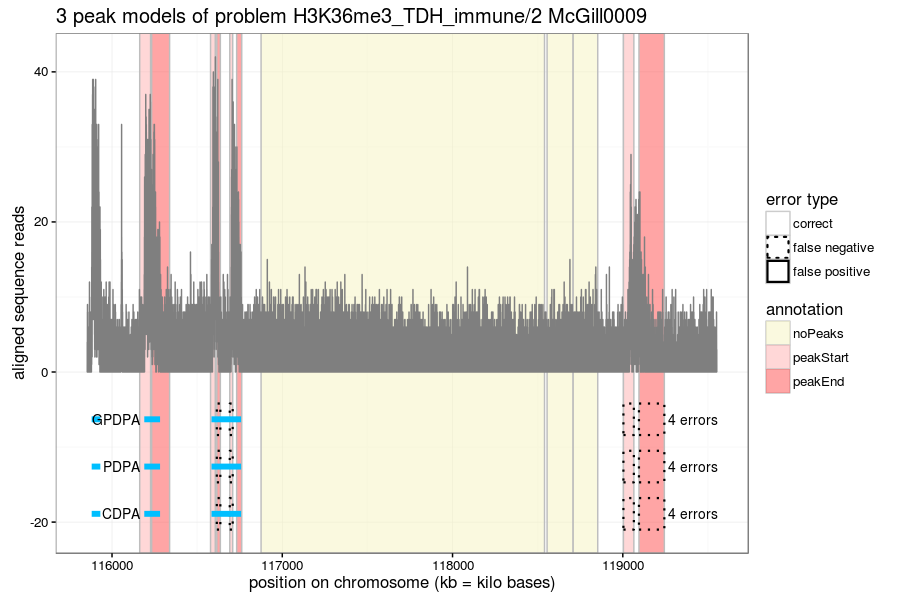 3 peak models of problem H3K36me3_TDH_immune/2 McGill0009
aligned sequence reads
40
20
0
-20
GPDPA
4 errors
PDPA
4 errors
CDPA
4 errors
116000
117000
118000
119000
position on chromosome (kb = kilo bases)
error type
correct
false negative
false positive
annotation
noPeaks
peakStart
peakEnd